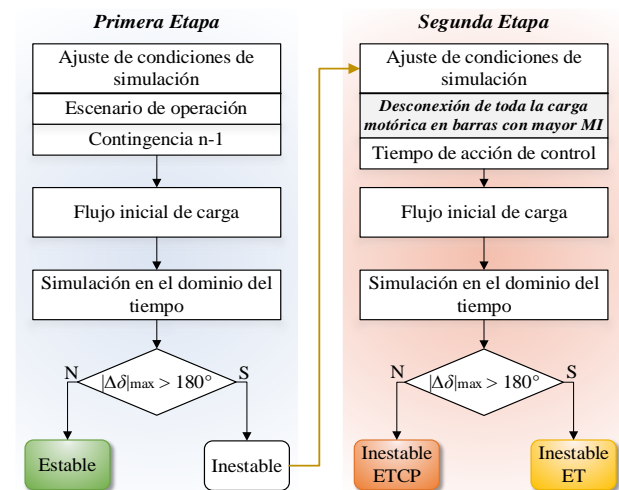 Primera Etapa
Ajuste de condiciones de
simulación
Escenario de operación
Contingencia n-1
Flujo inicial de carga
Simulación en el dominio del
tiempo
N
|Δδ|max > 180°
S
Estable
Inestable
Segunda Etapa
Ajuste de condiciones de
simulación
Desconexión de toda la carga
motórica en barras con mayor MI
Tiempo de acción de control
Flujo inicial de carga
Simulación en el dominio del
tiempo
N
|Δδ|max > 180°
S
Inestable
ETCP
Inestable
ET